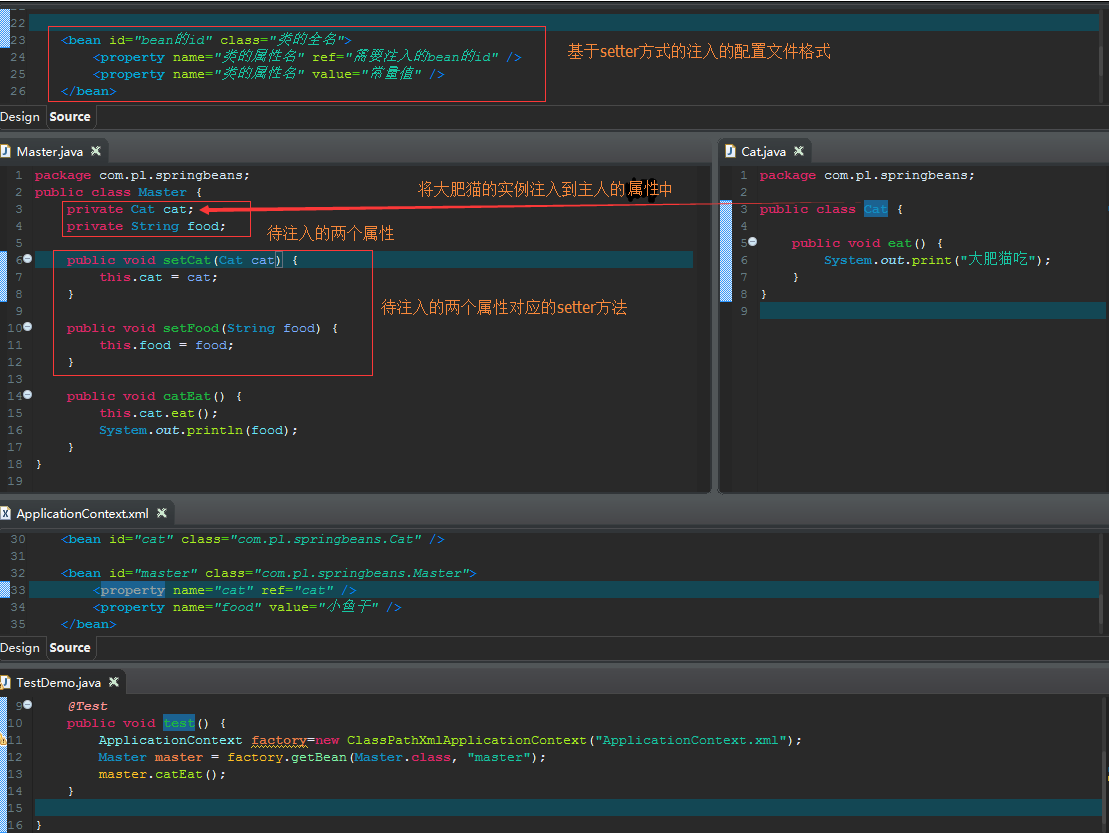 22
23 <bean id="bean的id" class="类的全名">
24 <property name="类的属性名" ref="需要注入的bean的id" />
25 <property name="类的属性名" value="常量值" />
26 </bean>
基于setter方式的注入的配置文件格式
Design Source
Master.java
1 package com.pl.springbeans;
2 public class Master {
3 private Cat cat;
4 private String food;
5
6 public void setCat(Cat cat) {
7 this.cat = cat;
8 }
9
10 public void setFood(String food) {
11 this.food = food;
12 }
13
14 public void catEat() {
15 this.cat.eat();
16 System.out.println(food);
17 }
18 }
19
将大肥猫的实例注入到主人的属性中
待注入的两个属性
待注入的两个属性对应的setter方法
Cat.java
1 package com.pl.springbeans;
2
3 public class Cat {
4
5 public void eat() {
6 System.out.print("大肥猫吃");
7 }
8 }
9
ApplicationContext.xml
30 <bean id="cat" class="com.pl.springbeans.Cat" />
31
32 <bean id="master" class="com.pl.springbeans.Master">
33 <property name="cat" ref="cat" />
34 <property name="food" value="小鱼干" />
35 </bean>
Design Source
TestDemo.java
9 @Test
10 public void test() {
11 ApplicationContext factory=new ClassPathXmlApplicationContext("ApplicationContext.xml");
12 Master master = factory.getBean(Master.class, "master");
13 master.catEat();
14 }
15
16 }